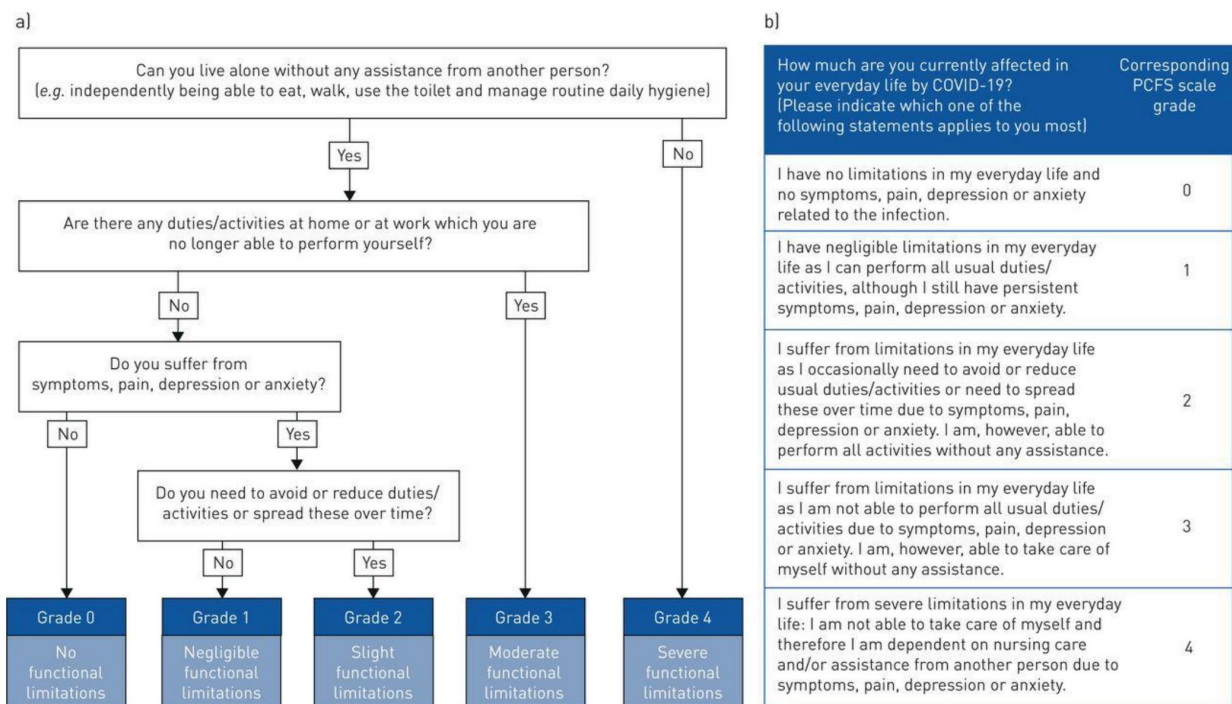 a)
Can you live alone without any assistance from another person?
(e.g. independently being able to eat, walk, use the toilet and manage routine daily hygiene)
Yes
No
Are there any duties/activities at home or at work which you are
no longer able to perform yourself?
No
Yes
Do you suffer from
symptoms, pain, depression or anxiety?
No
Yes
Do you need to avoid or reduce duties/
activities or spread these over time?
No
Yes
Grade 0
No
functional
limitations
Grade 1
Negligible
functional
limitations
Grade 2
Slight
functional
limitations
Grade 3
Moderate
functional
limitations
Grade 4
Severe
functional
limitations
b)
How much are you currently affected in
your everyday life by COVID-19?
(Please indicate which one of the
following statements applies to you most)
Corresponding
PCFS scale
grade
I have no limitations in my everyday life and
no symptoms, pain, depression or anxiety
related to the infection.
0
I have negligible limitations in my everyday
life as I can perform all usual duties/
activities, although I still have persistent
symptoms, pain, depression or anxiety.
1
I suffer from limitations in my everyday life
as I occasionally need to avoid or reduce
usual duties/activities or need to spread
these over time due to symptoms, pain,
depression or anxiety. I am, however, able to
perform all activities without any assistance.
2
I suffer from limitations in my everyday life
as I am not able to perform all usual duties/
activities due to symptoms, pain, depression
or anxiety. I am, however, able to take care of
myself without any assistance.
3
I suffer from severe limitations in my everyday
life: I am not able to take care of myself and
therefore I am dependent on nursing care
and/or assistance from another person due to
symptoms, pain, depression or anxiety.
4